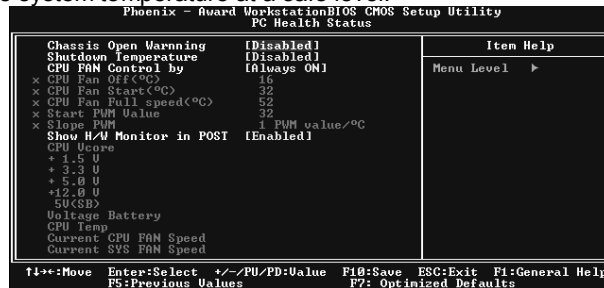 e system temperature at a safe level.
Phoenix - Award WorkstationBIOS CMOS Setup Utility
PC Health Status
Chassis Open Warnning [Disabled]
Shutdown Temperature [Disabled]
CPU FAN Control by [Always ON]
x CPU Fan Off(°C) 16
x CPU Fan Start(°C) 32
x CPU Fan Full speed(°C) 52
x Start PWM Value 32
x Slope PWM 1 PWM value/°C
Show H/W Monitor in POST [Enabled]
CPU Vcore
+ 1.5 V
+ 3.3 V
+ 5.0 V
+12.0 V
5V(SB)
Voltage Battery
CPU Temp
Current CPU FAN Speed
Current SYS FAN Speed
Item Help
Menu Level ►
↑↓→←:Move Enter:Select +/-/PU/PD:Value F10:Save ESC:Exit F1:General Help
F5:Previous Values F7: Optimized Defaults